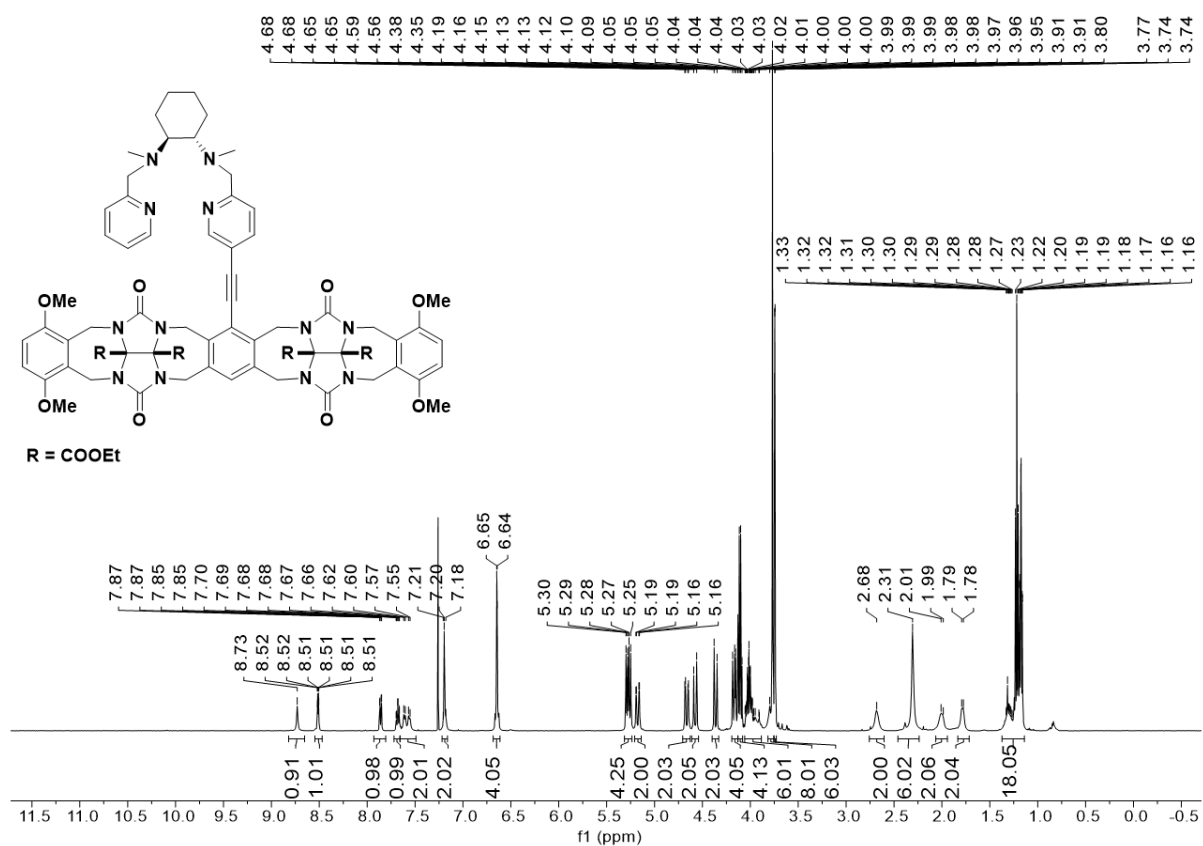 4.68 4.68 4.65 4.65 4.59 4.56 4.38 4.35 4.19 4.16 4.15 4.13 4.13 4.12 4.10 4.09 4.05 4.05 4.04 4.04 4.03 4.03 4.02 4.01 4.00 4.00 4.00 3.99 3.99 3.98 3.98 3.97 3.96 3.95 3.91 3.91 3.80 3.77 3.74 3.74
1.33 1.32 1.32 1.31 1.30 1.30 1.29 1.29 1.28 1.28 1.27 1.23 1.22 1.20 1.19 1.19 1.18 1.17 1.16 1.16
N N
N N
O O
OMe OMe
N N N N
R R R R
N N N N
OMe OMe
O O
R = COOEt
6.65 6.64
7.87 7.87 7.85 7.85 7.70 7.69 7.68 7.68 7.67 7.66 7.62 7.60 7.57 7.55 7.21 7.20 7.18
5.30 5.29 5.28 5.27 5.25 5.19 5.19 5.16 5.16
2.68 2.31 2.01 1.99 1.79 1.78
8.73 8.52 8.52 8.51 8.51 8.51 8.51
0.91 1.01 0.98 0.99 2.01 2.02 4.05 4.25 2.00 2.03 2.05 2.03 4.05 4.13 6.01 8.01 6.03 2.00 6.02 2.06 2.04 18.05
11.5 11.0 10.5 10.0 9.5 9.0 8.5 8.0 7.5 7.0 6.5 6.0 5.5 5.0 4.5 4.0 3.5 3.0 2.5 2.0 1.5 1.0 0.5 0.0 -0.5
f1 (ppm)